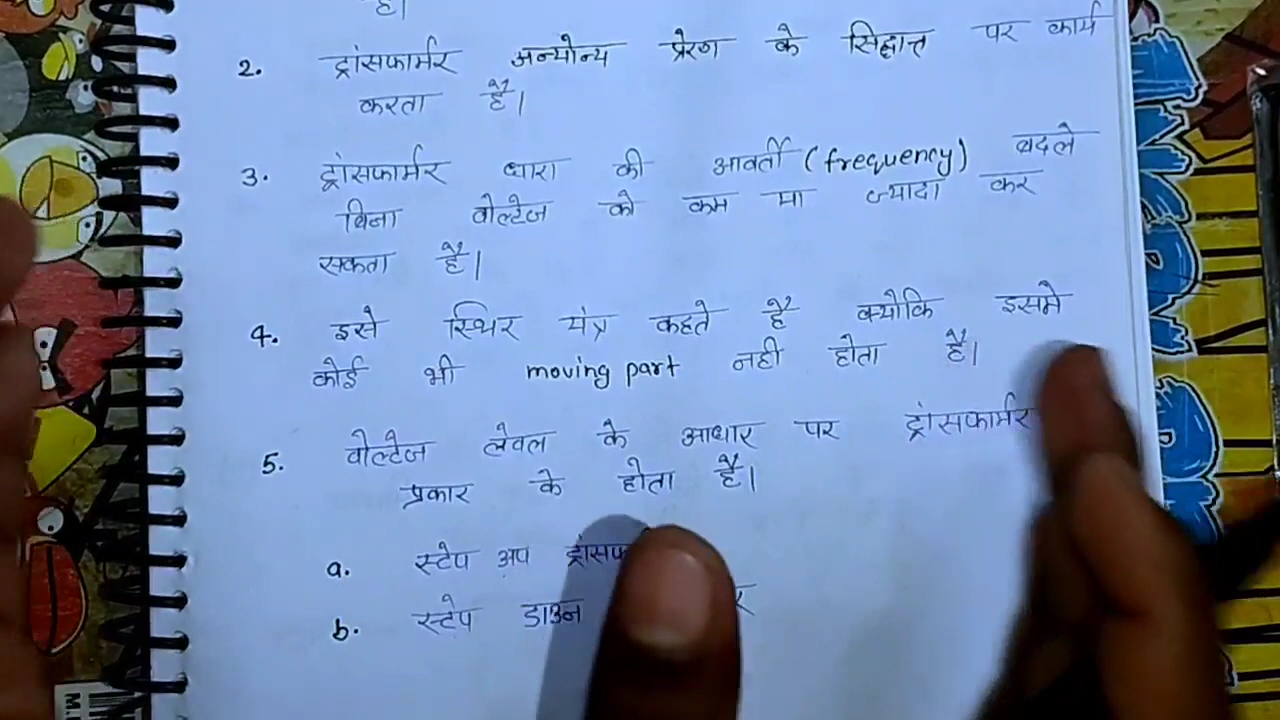 है।
2. ट्रांसफार्मर अन्योन्य प्रेरण के सिद्धान्त पर कार्य
करता है।
3. ट्रांसफार्मर धारा की आवर्ती (frequency) बदले
बिना वोल्टेज को कम या ज्यादा कर
सकता है।
4. इसे स्थिर यंत्र कहते है क्योकि इसमे
कोई भी moving part नही होता है।
5. वोल्टेज लेवल के आधार पर ट्रांसफार्मर
प्रकार के होता है।
a. स्टेप अप
b. स्टेप डाउन